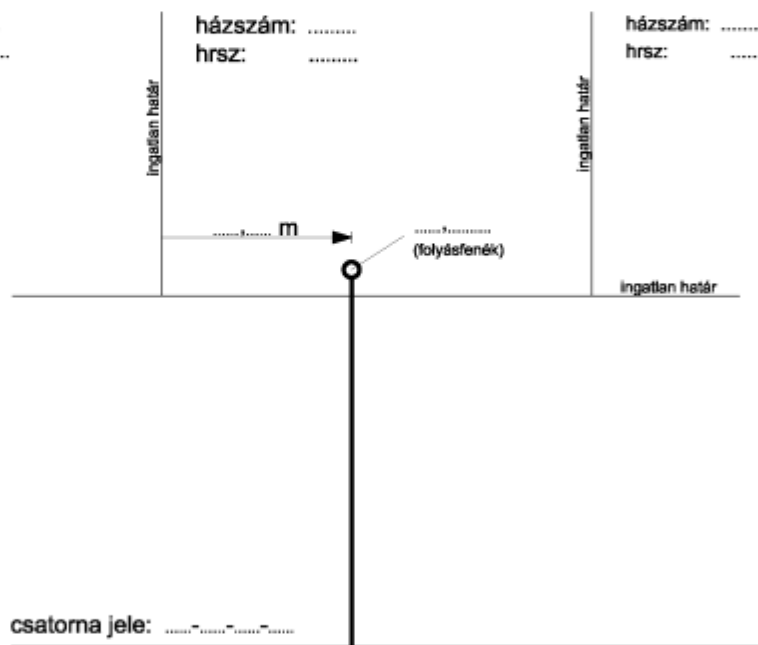 házszám: .........
hrsz: .........
házszám: .......
hrsz: .....
..
ingatlan határ
ingatlan határ
.....,..... m
.....,........
(folyásfenék)
ingatlan határ
csatorna jele: .....-.....-.....-.....